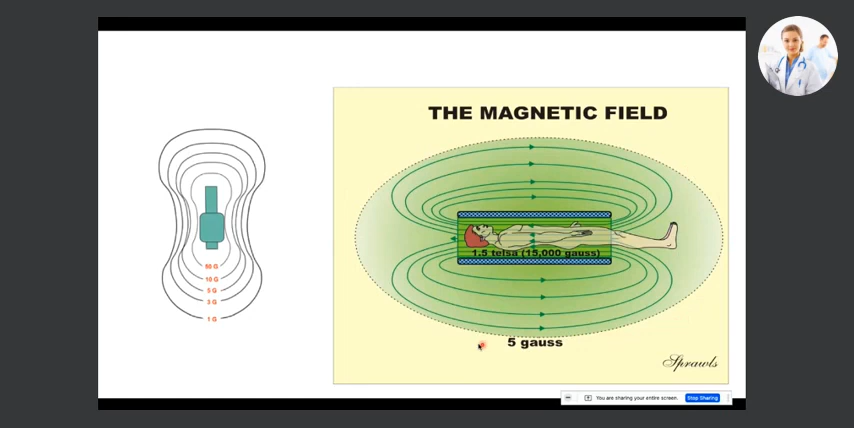 THE MAGNETIC FIELD
1.5 telsa (15,000 gauss)
50 G
10 G
5 G
3 G
1 G
5 gauss
Sprawls
You are sharing your entire screen.
Stop Sharing